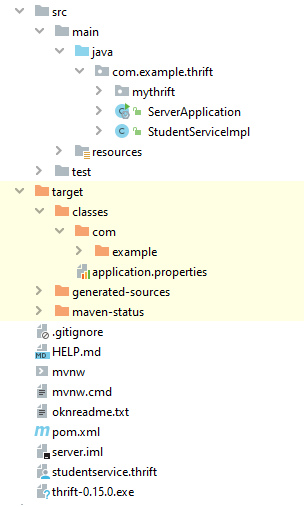 src
main
java
com.example.thrift
mythrift
ServerApplication
StudentServiceImpl
resources
test
target
classes
com
example
application.properties
generated-sources
maven-status
.gitignore
MD HELP.md
mvnw
mvnw.cmd
oknreadme.txt
m pom.xml
server.iml
studentservice.thrift
thrift-0.15.0.exe